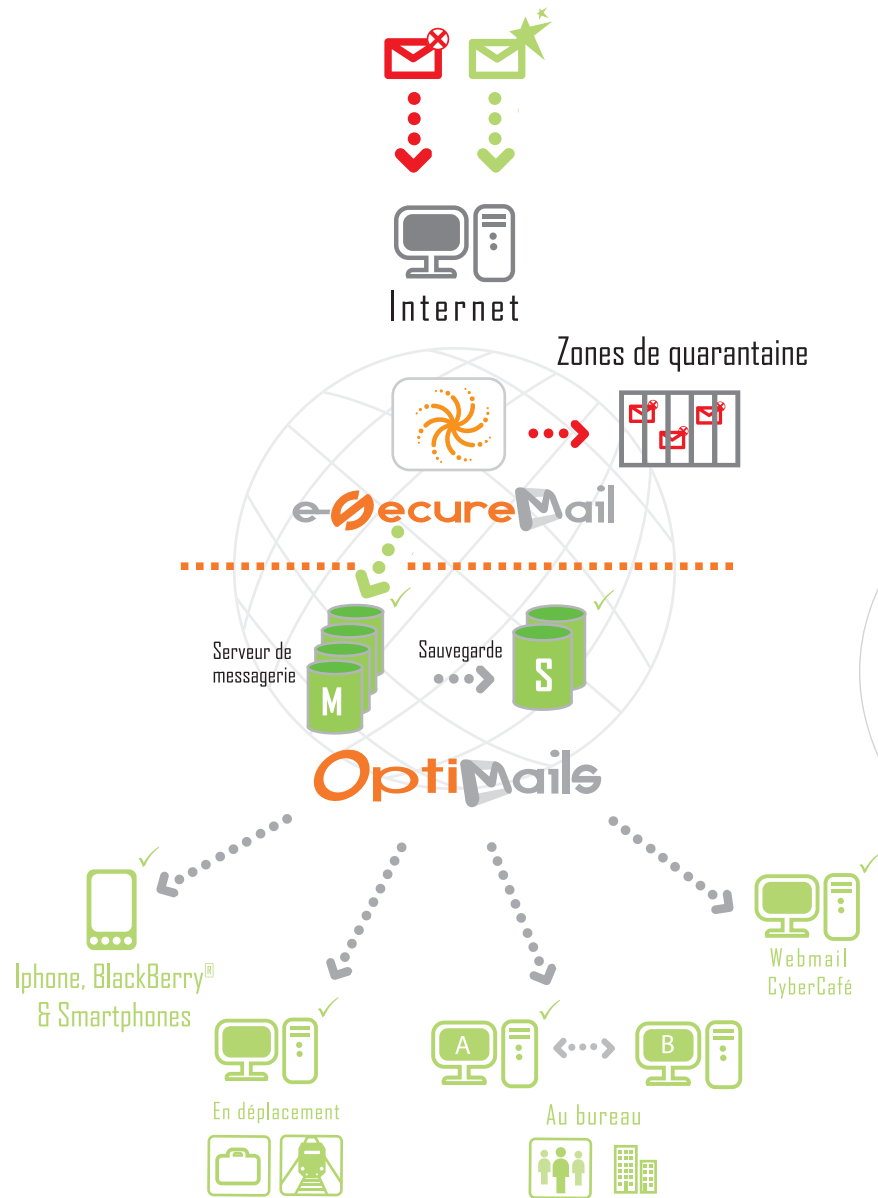 Internet
Zones de quarantaine
e-SecureMail
Serveur de
messagerie
Sauvegarde
M
S
OptiMails
Iphone, BlackBerry®
& Smartphones
Webmail
CyberCafé
A
B
En déplacement
Au bureau